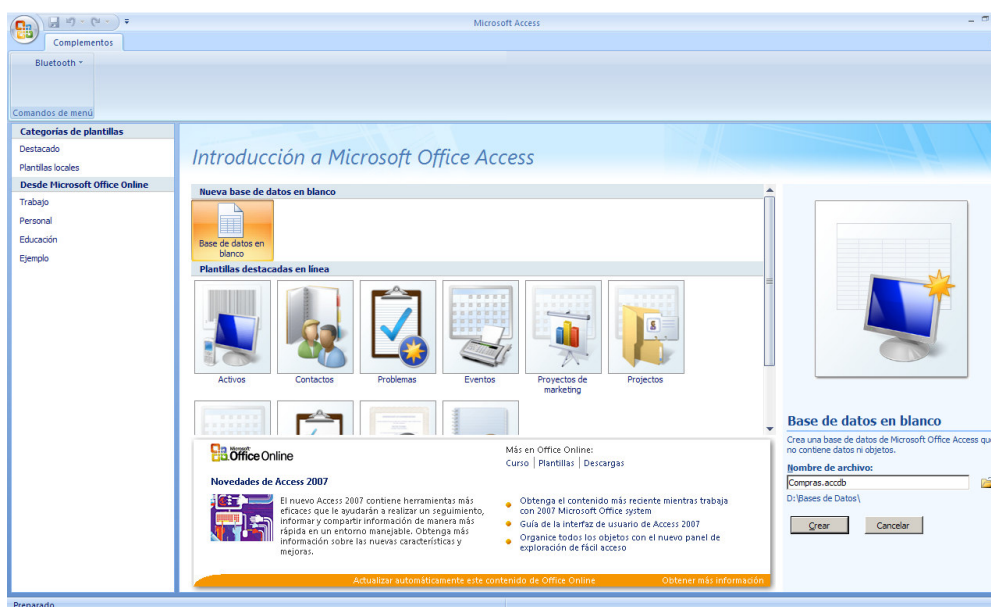 Microsoft Access
Complementos
Bluetooth
Comandos de menú
Categorías de plantillas
Destacado
Plantillas locales
Desde Microsoft Office Online
Trabajo
Personal
Educación
Ejemplo
Introducción a Microsoft Office Access
Nueva base de datos en blanco
Base de datos en
blanco
Plantillas destacadas en línea
Activos
Contactos
Problemas
Eventos
Proyectos de
marketing
Projectos
Microsoft
Office Online
Novedades de Access 2007
El nuevo Access 2007 contiene herramientas más
eficaces que le ayudarán a realizar un seguimiento,
informar y compartir información de manera más
rápida en un entorno manejable. Obtenga más
información sobre las nuevas características y
mejoras.
Más en Office Online:
Curso | Plantillas | Descargas
Obtenga el contenido más reciente mientras trabaja
con 2007 Microsoft Office system
Guía de la interfaz de usuario de Access 2007
Organice todos los objetos con el nuevo panel de
exploración de fácil acceso
Actualizar automáticamente este contenido de Office Online
Obtener más información
Base de datos en blanco
Crea una base de datos de Microsoft Office Access que
no contiene datos ni objetos.
Nombre de archivo:
Compras.accdb
D:\Bases de Datos\
Crear
Cancelar
Preparado